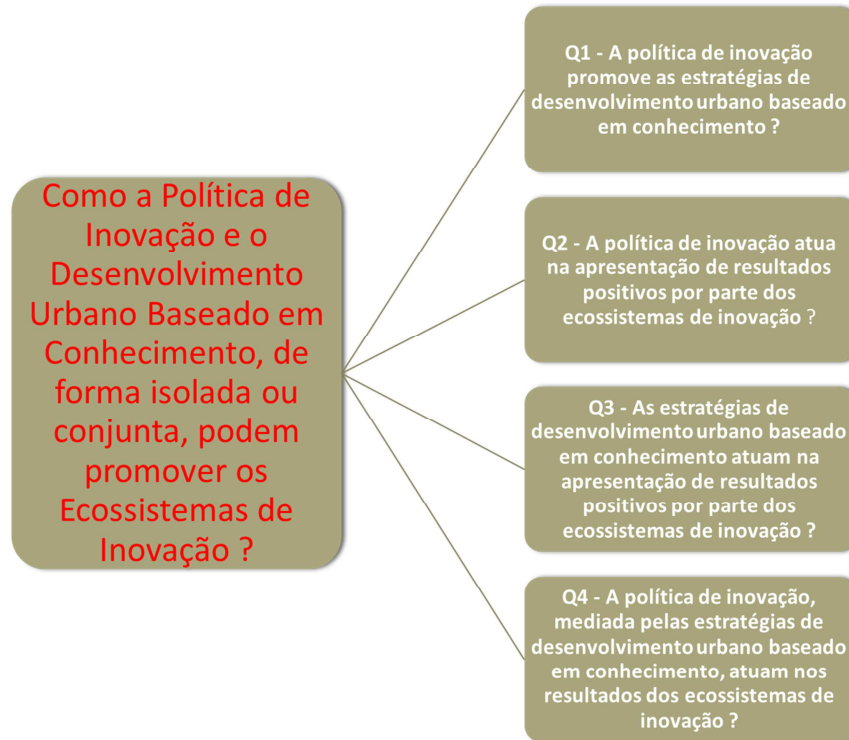 Como a Política de
Inovação e o
Desenvolvimento
Urbano Baseado em
Conhecimento, de
forma isolada ou
conjunta, podem
promover os
Ecossistemas de
Inovação ?
Q1 - A política de inovação
promove as estratégias de
desenvolvimento urbano baseado
em conhecimento ?
Q2 - A política de inovação atua
na apresentação de resultados
positivos por parte dos
ecossistemas de inovação ?
Q3 - As estratégias de
desenvolvimento urbano baseado
em conhecimento atuam na
apresentação de resultados
positivos por parte dos
ecossistemas de inovação ?
Q4 - A política de inovação,
mediada pelas estratégias de
desenvolvimento urbano baseado
em conhecimento, atuam nos
resultados dos ecossistemas de
inovação ?